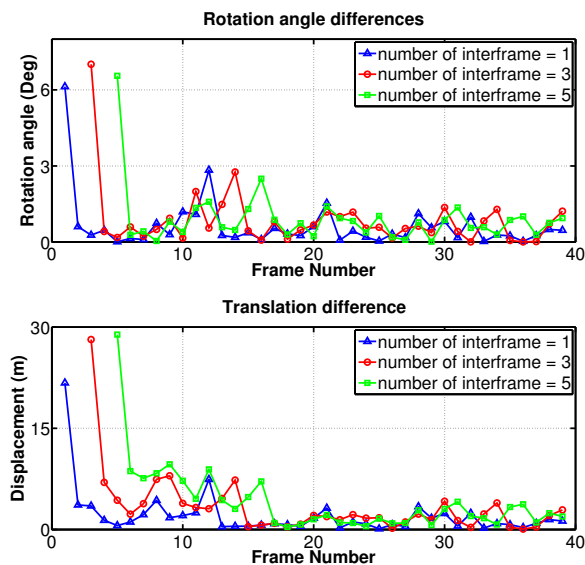 Rotation angle differences
Rotation angle (Deg)
6
3
0
number of interframe = 1
number of interframe = 3
number of interframe = 5
0 10 20 30 40
Frame Number
Translation difference
Displacement (m)
30
15
0
number of interframe = 1
number of interframe = 3
number of interframe = 5
0 10 20 30 40
Frame Number